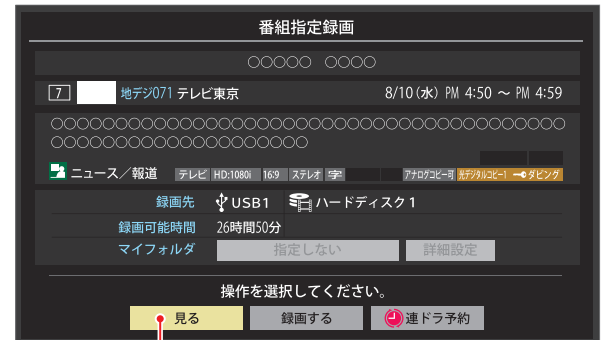 番組指定録画
○○○○○ ○○○○
7 地デジ071 テレビ東京 8/10(水) PM 4:50 ～ PM 4:59
○○○○○○○○○○○○○○○○○○○○○○○○○○○○○○○○○○○○○○○○
○○○○○○○○○○○○○○○○○○○○
ニュース／報道 テレビ HD:1080i 16:9 ステレオ 字 アナログコピー可 光デジタルコピー1 ダビング
録画先 USB1 ハードディスク1
録画可能時間 26時間50分
マイフォルダ 指定しない 詳細設定
操作を選択してください。
見る 録画する 連ドラ予約